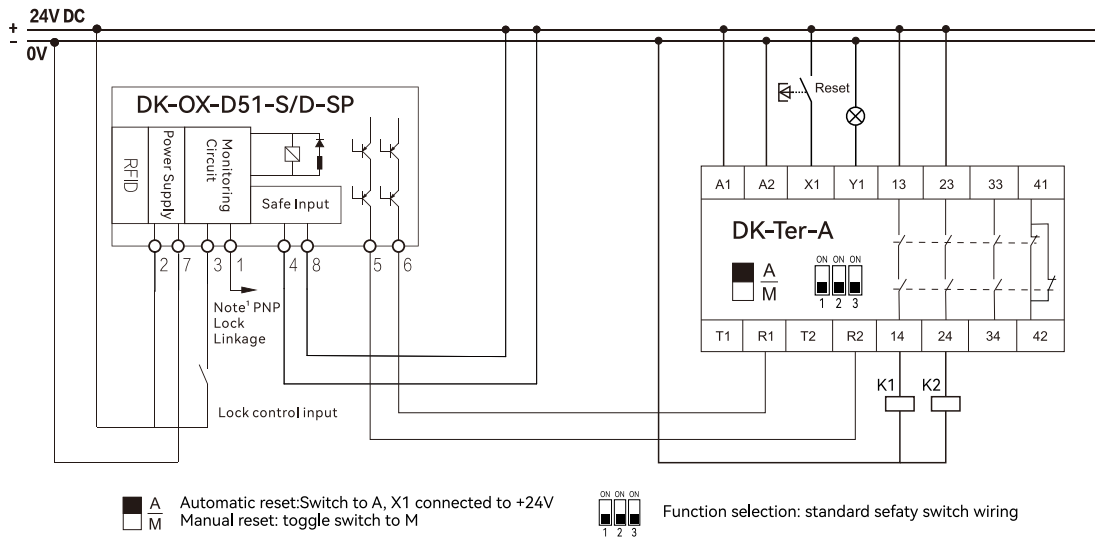 24V DC
+
-
0V
DK-OX-D51-S/D-SP
RFID
Power Supply
Monitoring
Circuit
Safe Input
2 7 3 1 4 8 5 6
Note¹ PNP
Lock
Linkage
Lock control input
Reset
A1 A2 X1 Y1 13 23 33 41
DK-Ter-A
A
M
ON ON ON
1 2 3
T1 R1 T2 R2 14 24 34 42
K1 K2
A
M
Automatic reset:Switch to A, X1 connected to +24V
Manual reset: toggle switch to M
ON ON ON
1 2 3
Function selection: standard sefaty switch wiring